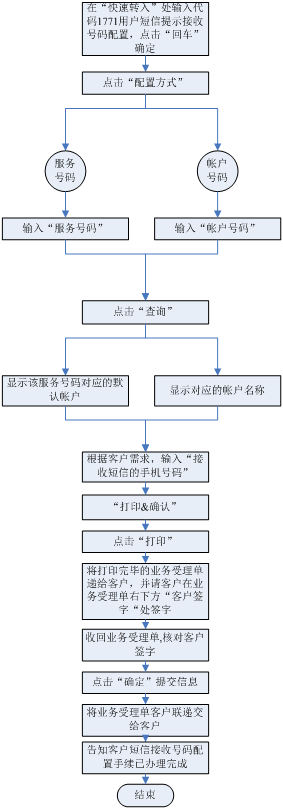 在“快速转入”处输入代
码1771用户短信提示接收
号码配置，点击“回车”
确定
点击“配置方式”
服务
号码
帐户
号码
输入“服务号码”
输入“帐户号码”
点击“查询”
显示该服务号码对应的默
认帐户
显示对应的帐户名称
根据客户需求，输入“接
收短信的手机号码”
“打印&确认”
点击“打印”
将打印完毕的业务受理单
递给客户，并请客户在业
务受理单右下方“客户签
字“处签字
收回业务受理单,核对客户
签字
点击“确定”提交信息
将业务受理单客户联递交
给客户
告知客户短信接收号码配
置手续已办理完成
结束